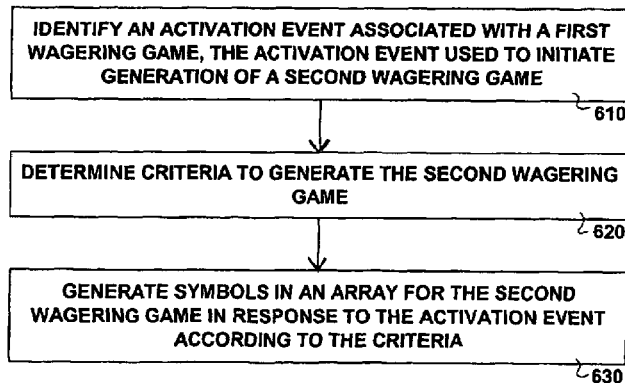 IDENTIFY AN ACTIVATION EVENT ASSOCIATED WITH A FIRST
WAGERING GAME, THE ACTIVATION EVENT USED TO INITIATE
GENERATION OF A SECOND WAGERING GAME
610
DETERMINE CRITERIA TO GENERATE THE SECOND WAGERING
GAME
620
GENERATE SYMBOLS IN AN ARRAY FOR THE SECOND
WAGERING GAME IN RESPONSE TO THE ACTIVATION EVENT
ACCORDING TO THE CRITERIA
630